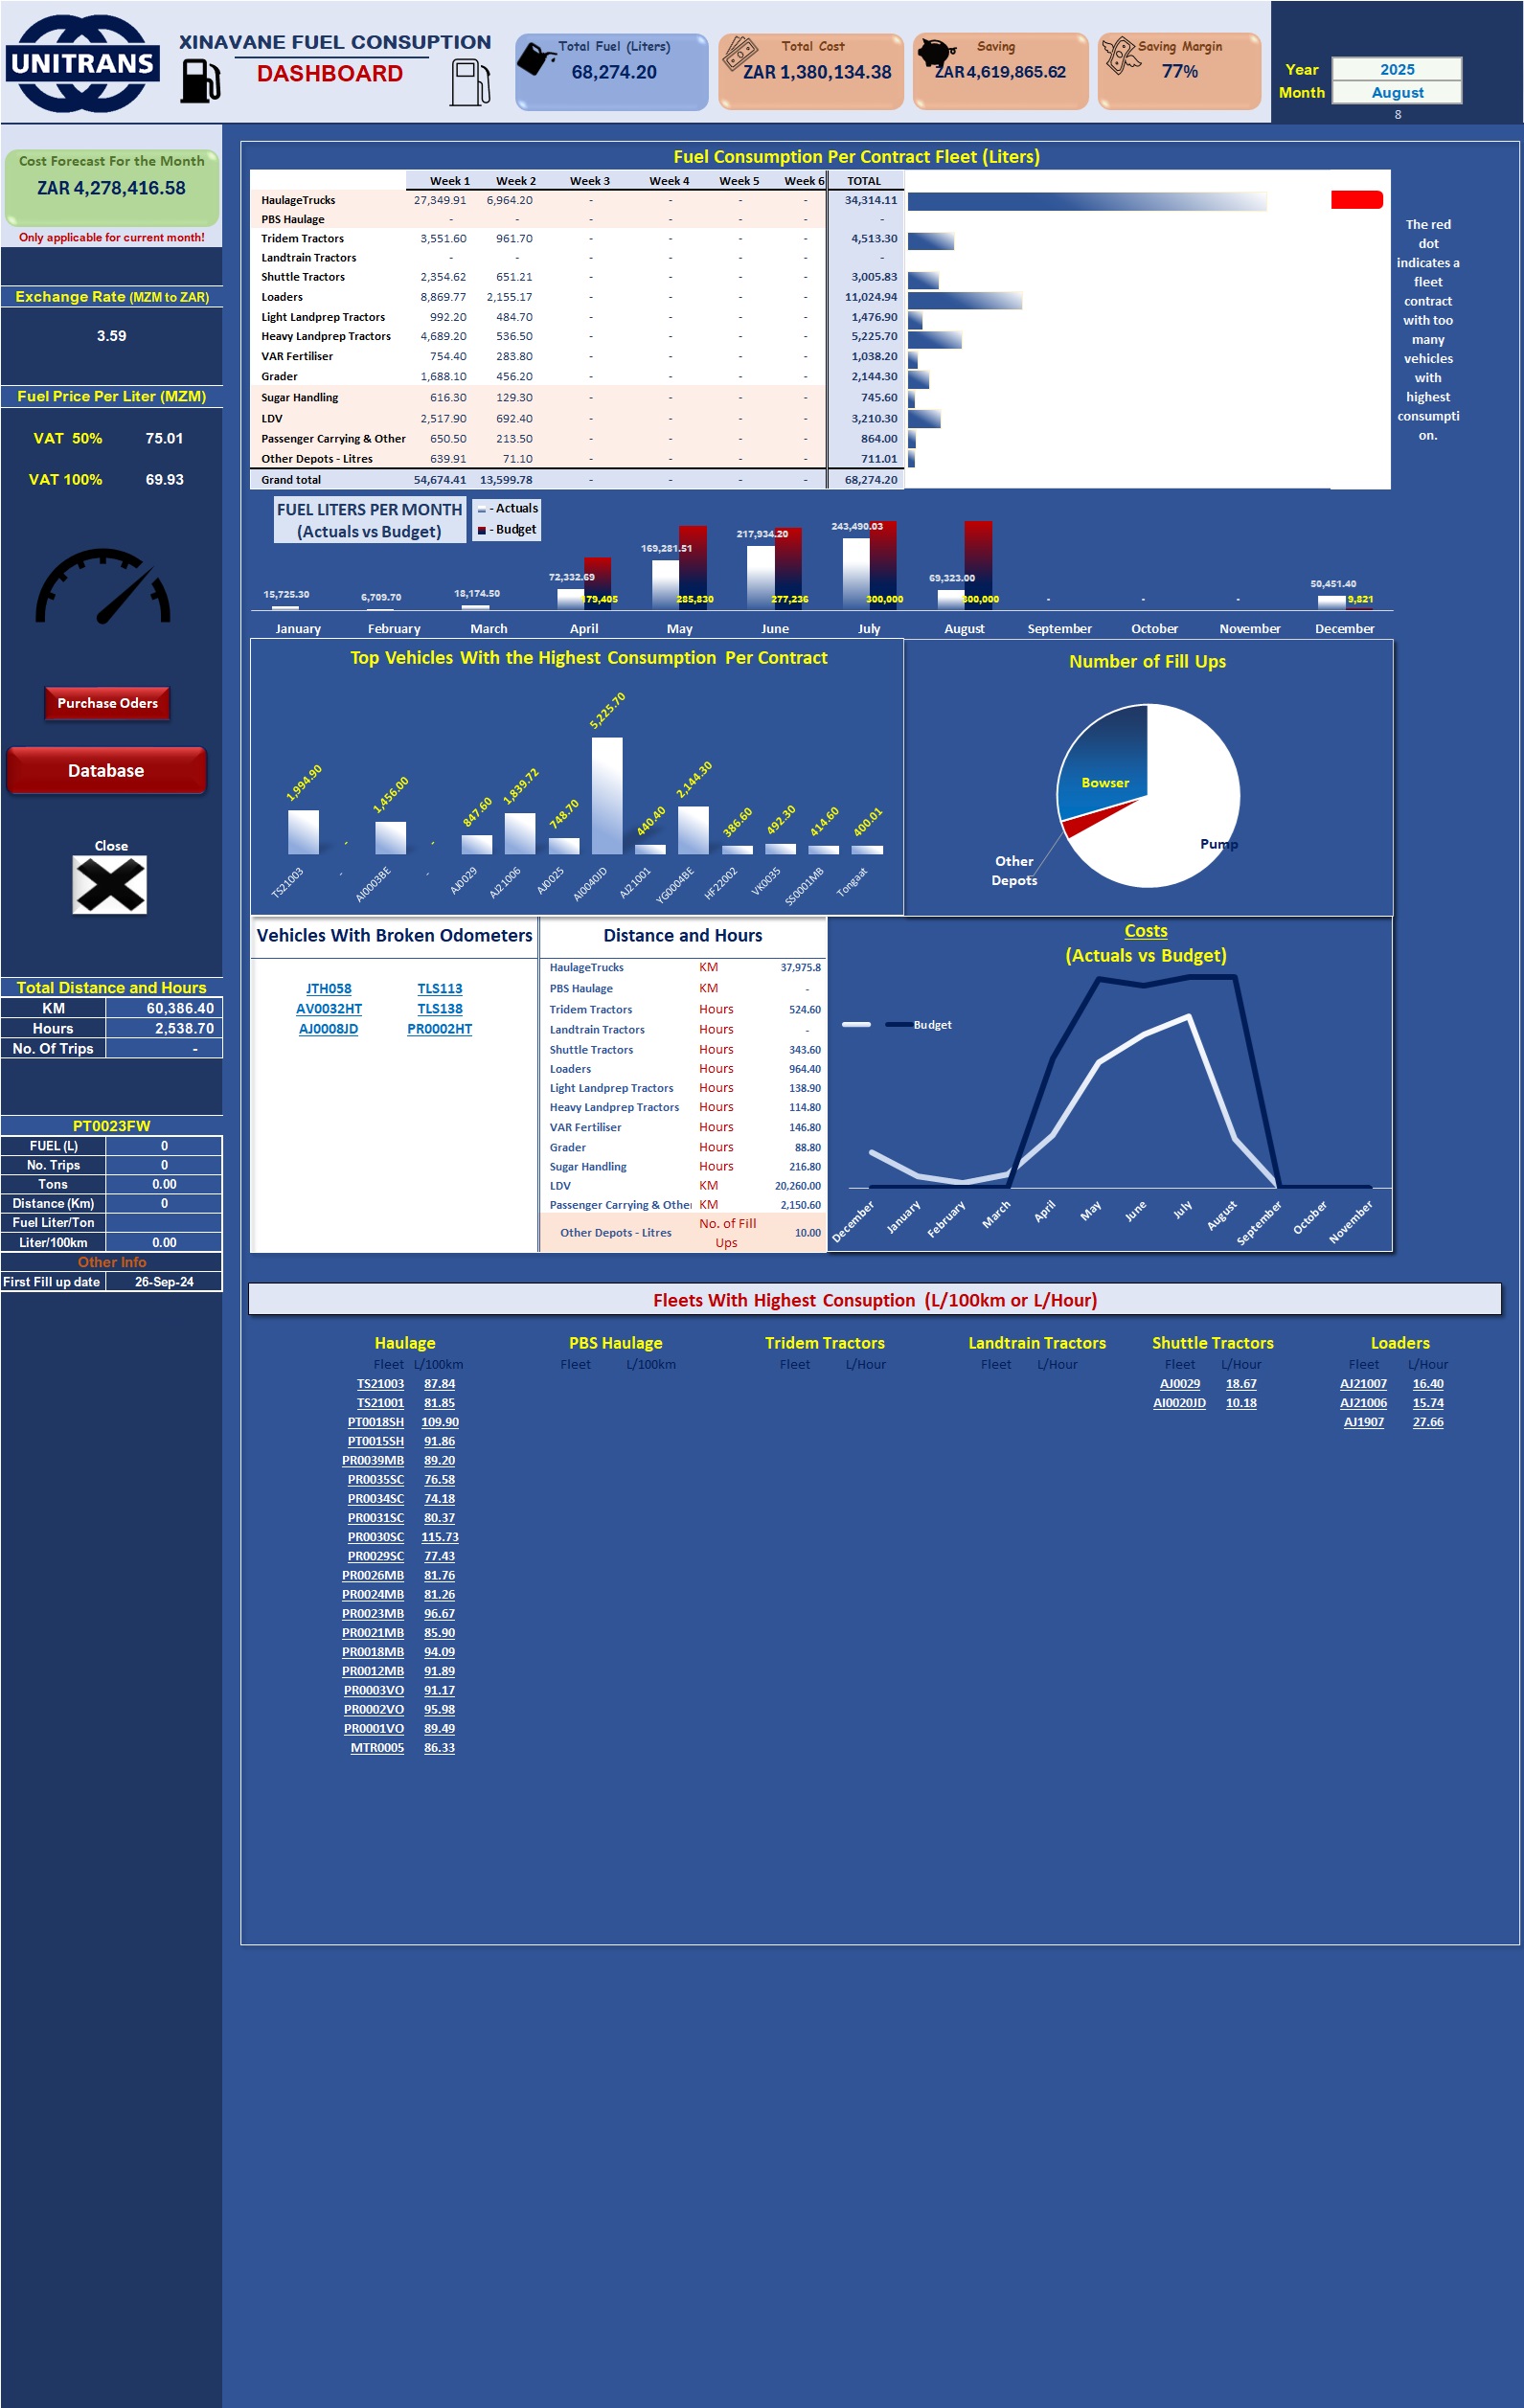 UNITRANS
XINAVANE FUEL CONSUPTION
DASHBOARD
Total Fuel (Liters)
68,274.20
Total Cost
ZAR 1,380,134.38
Saving
ZAR 4,619,865.62
Saving Margin
77%
Year 2025
Month August
8
Cost Forecast For the Month
ZAR 4,278,416.58
Only applicable for current month!
Exchange Rate (MZM to ZAR)
3.59
Fuel Price Per Liter (MZM)
VAT 50% 75.01
VAT 100% 69.93
Purchase Oders
Database
Close
Total Distance and Hours
KM 60,386.40
Hours 2,538.70
No. Of Trips -
PT0023FW
FUEL (L) 0
No. Trips 0
Tons 0.00
Distance (Km) 0
Fuel Liter/Ton
Liter/100km 0.00
Other Info
First Fill up date 26-Sep-24
Fuel Consumption Per Contract Fleet (Liters)
Week 1 Week 2 Week 3 Week 4 Week 5 Week 6 TOTAL
HaulageTrucks 27,349.91 6,964.20 - - - - 34,314.11
PBS Haulage - - - - - - -
Tridem Tractors 3,551.60 961.70 - - - - 4,513.30
Landtrain Tractors - - - - - - -
Shuttle Tractors 2,354.62 651.21 - - - - 3,005.83
Loaders 8,869.77 2,155.17 - - - - 11,024.94
Light Landprep Tractors 992.20 484.70 - - - - 1,476.90
Heavy Landprep Tractors 4,689.20 536.50 - - - - 5,225.70
VAR Fertiliser 754.40 283.80 - - - - 1,038.20
Grader 1,688.10 456.20 - - - - 2,144.30
Sugar Handling 616.30 129.30 - - - - 745.60
LDV 2,517.90 692.40 - - - - 3,210.30
Passenger Carrying & Other 650.50 213.50 - - - - 864.00
Other Depots - Litres 639.91 71.10 - - - - 711.01
Grand total 54,674.41 13,599.78 - - - - 68,274.20
The red
dot
indicates a
fleet
contract
with too
many
vehicles
with
highest
consumpti
on.
FUEL LITERS PER MONTH
(Actuals vs Budget)
- Actuals
- Budget
15,725.30 6,709.70 18,174.50 72,332.69 169,281.51 217,934.20 243,490.03 69,323.00 - - - 50,451.40
179,405 285,830 277,236 300,000 300,000 9,821
January February March April May June July August September October November December
Top Vehicles With the Highest Consumption Per Contract
1,994.90 - 1,456.00 - 847.60 1,839.72 748.70 5,225.70 440.40 2,144.30 386.60 492.30 414.60 400.01
TS21003 - AI0003BE - AJ0029 AJ21006 AJ0025 AI0040JD AJ21001 YG0004BE HF22002 VK0035 SS0001MB Tongaat
Number of Fill Ups
Bowser
Pump
Other
Depots
Vehicles With Broken Odometers
JTH058 TLS113
AV0032HT TLS138
AJ0008JD PR0002HT
Distance and Hours
HaulageTrucks KM 37,975.8
PBS Haulage KM -
Tridem Tractors Hours 524.60
Landtrain Tractors Hours -
Shuttle Tractors Hours 343.60
Loaders Hours 964.40
Light Landprep Tractors Hours 138.90
Heavy Landprep Tractors Hours 114.80
VAR Fertiliser Hours 146.80
Grader Hours 88.80
Sugar Handling Hours 216.80
LDV KM 20,260.00
Passenger Carrying & Other KM 2,150.60
Other Depots - Litres No. of Fill Ups 10.00
Costs
(Actuals vs Budget)
Budget
December January February March April May June July August September October November
Fleets With Highest Consuption (L/100km or L/Hour)
Haulage PBS Haulage Tridem Tractors Landtrain Tractors Shuttle Tractors Loaders
Fleet L/100km Fleet L/100km Fleet L/Hour Fleet L/Hour Fleet L/Hour Fleet L/Hour
TS21003 87.84 AJ0029 18.67 AJ21007 16.40
TS21001 81.85 AI0020JD 10.18 AJ21006 15.74
PT0018SH 109.90 AJ1907 27.66
PT0015SH 91.86
PR0039MB 89.20
PR0035SC 76.58
PR0034SC 74.18
PR0031SC 80.37
PR0030SC 115.73
PR0029SC 77.43
PR0026MB 81.76
PR0024MB 81.26
PR0023MB 96.67
PR0021MB 85.90
PR0018MB 94.09
PR0012MB 91.89
PR0003VO 91.17
PR0002VO 95.98
PR0001VO 89.49
MTR0005 86.33